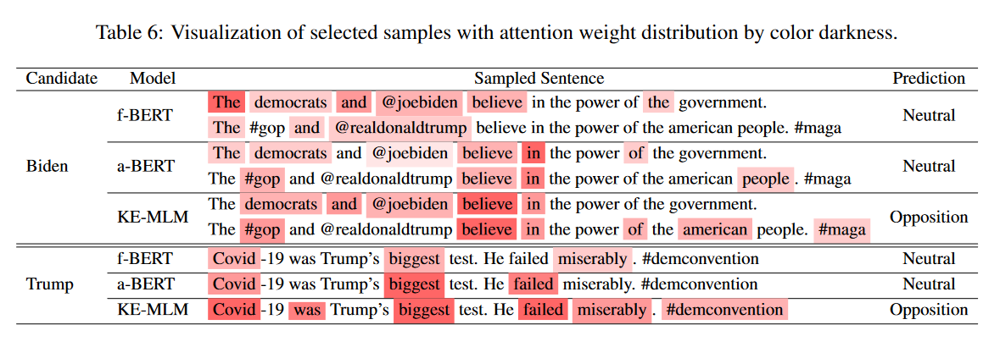 Table 6: Visualization of selected samples with attention weight distribution by color darkness.
Candidate Model Sampled Sentence Prediction
Biden
f-BERT
The democrats and @joebiden believe in the power of the government.
The #gop and @realdonaldtrump believe in the power of the american people. #maga
Neutral
a-BERT
The democrats and @joebiden believe in the power of the government.
The #gop and @realdonaldtrump believe in the power of the american people . #maga
Neutral
KE-MLM
The democrats and @joebiden believe in the power of the government.
The #gop and @realdonaldtrump believe in the power of the american people. #maga
Opposition
Trump
f-BERT Covid -19 was Trump's biggest test. He failed miserably . #demconvention Neutral
a-BERT Covid -19 was Trump's biggest test. He failed miserably. #demconvention Neutral
KE-MLM Covid -19 was Trump's biggest test. He failed miserably . #demconvention Opposition